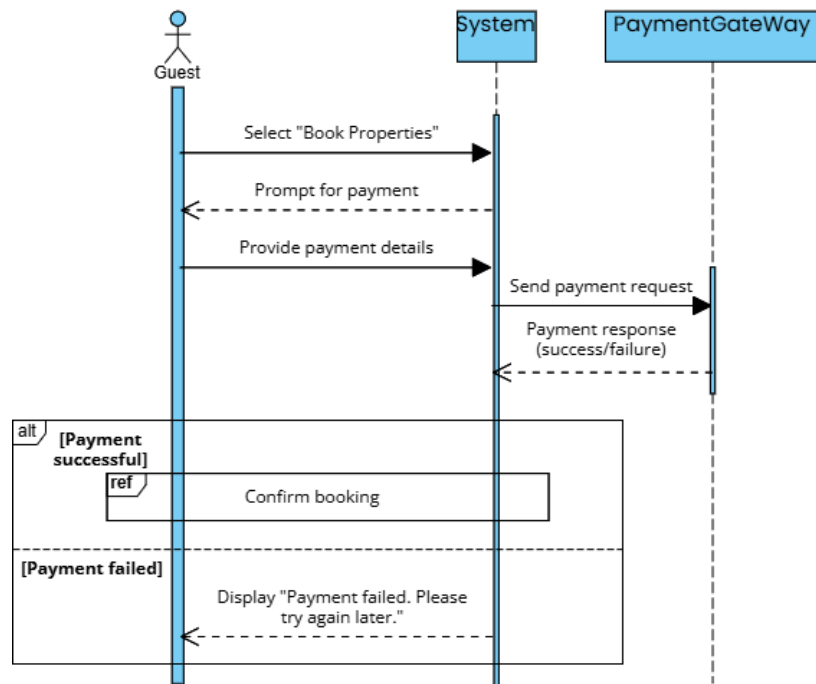 System
PaymentGateWay
Guest
Select "Book Properties"
Prompt for payment
Provide payment details
Send payment request
Payment response
(success/failure)
alt
[Payment
successful]
ref
Confirm booking
[Payment failed]
Display "Payment failed. Please
try again later."